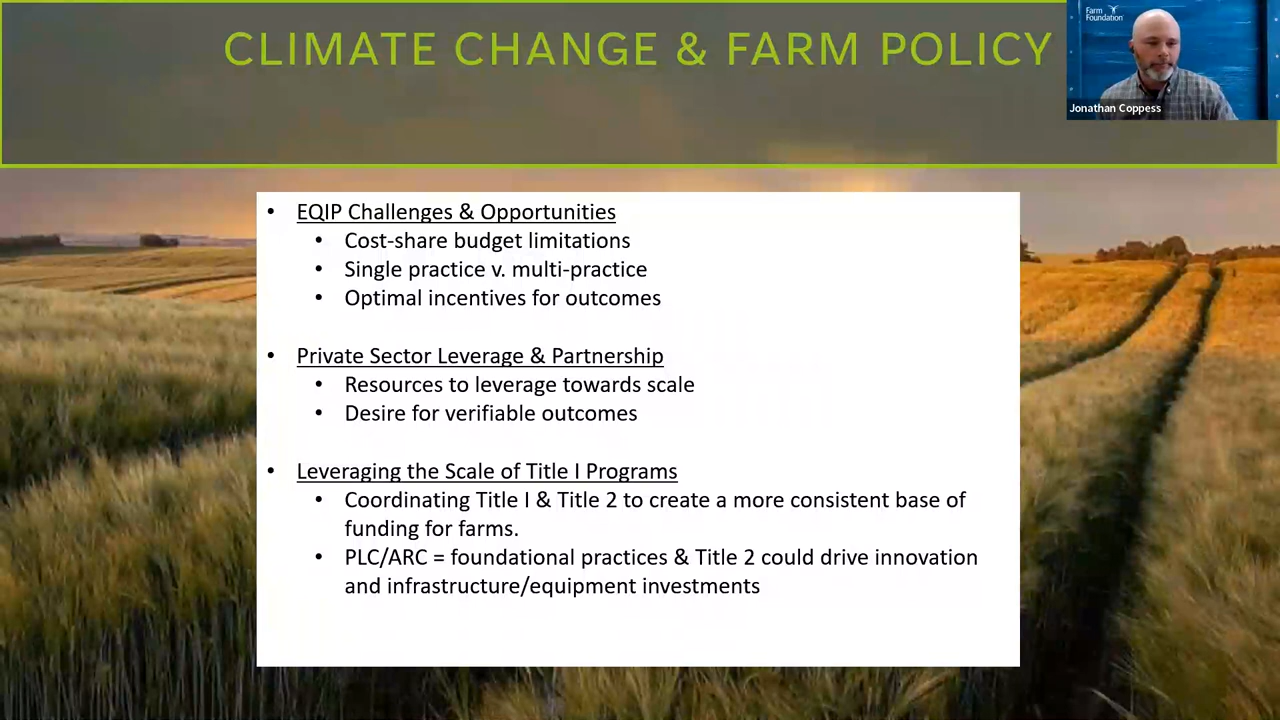 CLIMATE CHANGE & FARM POLICY
Farm
Foundation
Jonathan Coppess
• EQIP Challenges & Opportunities
• Cost-share budget limitations
• Single practice v. multi-practice
• Optimal incentives for outcomes
• Private Sector Leverage & Partnership
• Resources to leverage towards scale
• Desire for verifiable outcomes
• Leveraging the Scale of Title I Programs
• Coordinating Title I & Title 2 to create a more consistent base of
funding for farms.
• PLC/ARC = foundational practices & Title 2 could drive innovation
and infrastructure/equipment investments